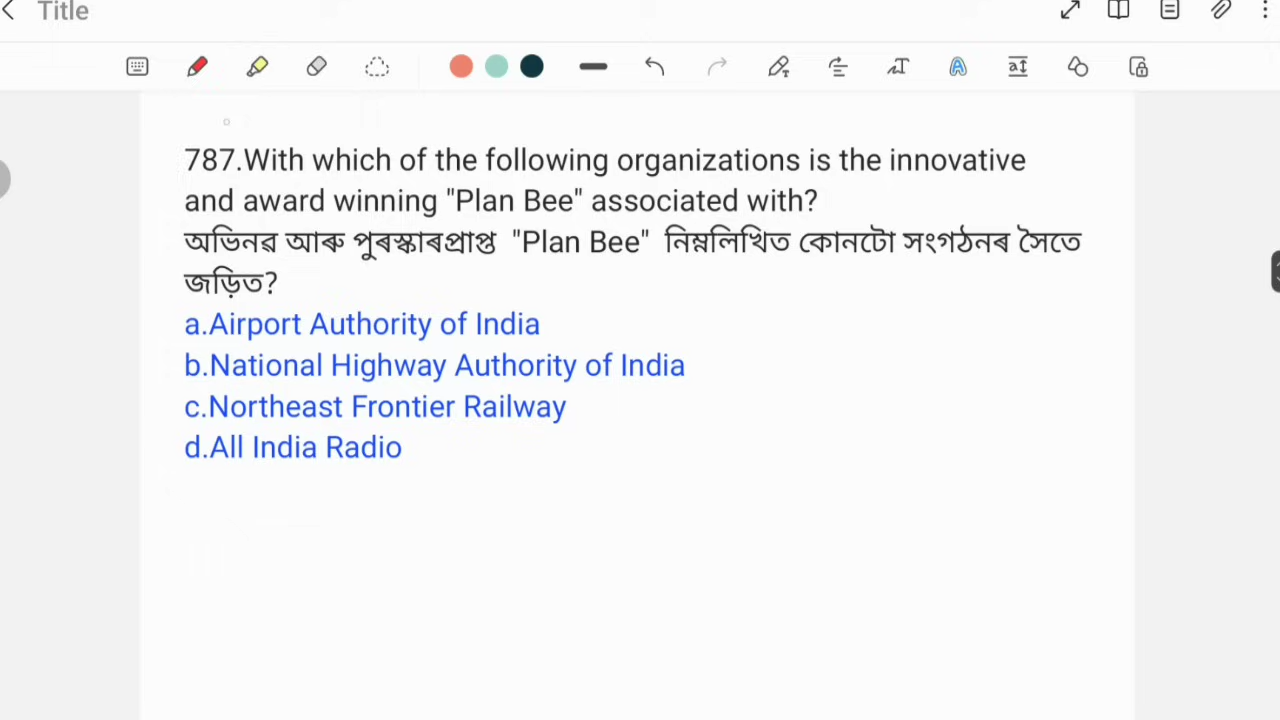 Title
787.With which of the following organizations is the innovative
and award winning "Plan Bee" associated with?
অভিনৱ আৰু পুৰস্কাৰপ্ৰাপ্ত "Plan Bee" নিম্নলিখিত কোনটো সংগঠনৰ সৈতে
জড়িত?
a.Airport Authority of India
b.National Highway Authority of India
c.Northeast Frontier Railway
d.All India Radio